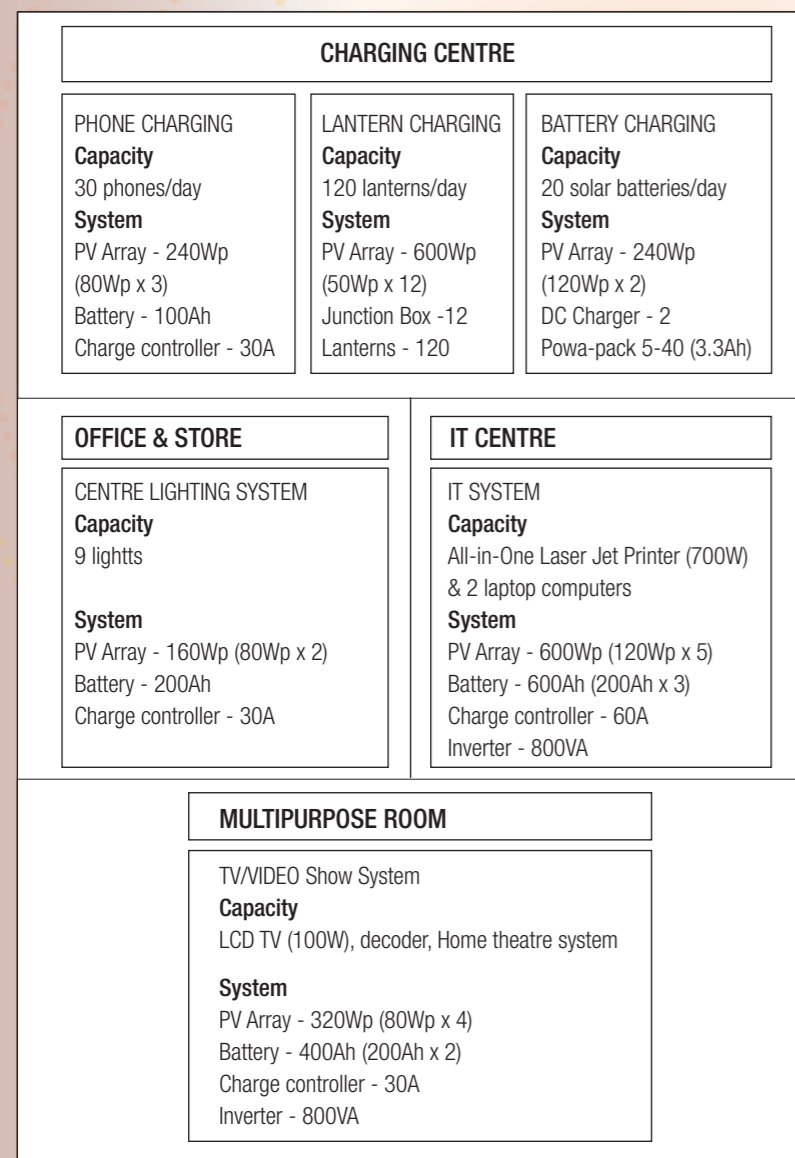 CHARGING CENTRE
PHONE CHARGING
Capacity
30 phones/day
System
PV Array - 240Wp
(80Wp x 3)
Battery - 100Ah
Charge controller - 30A
LANTERN CHARGING
Capacity
120 lanterns/day
System
PV Array - 600Wp
(50Wp x 12)
Junction Box -12
Lanterns - 120
BATTERY CHARGING
Capacity
20 solar batteries/day
System
PV Array - 240Wp
(120Wp x 2)
DC Charger - 2
Powa-pack 5-40 (3.3Ah)
OFFICE & STORE
CENTRE LIGHTING SYSTEM
Capacity
9 lightts
System
PV Array - 160Wp (80Wp x 2)
Battery - 200Ah
Charge controller - 30A
IT CENTRE
IT SYSTEM
Capacity
All-in-One Laser Jet Printer (700W)
& 2 laptop computers
System
PV Array - 600Wp (120Wp x 5)
Battery - 600Ah (200Ah x 3)
Charge controller - 60A
Inverter - 800VA
MULTIPURPOSE ROOM
TV/VIDEO Show System
Capacity
LCD TV (100W), decoder, Home theatre system
System
PV Array - 320Wp (80Wp x 4)
Battery - 400Ah (200Ah x 2)
Charge controller - 30A
Inverter - 800VA